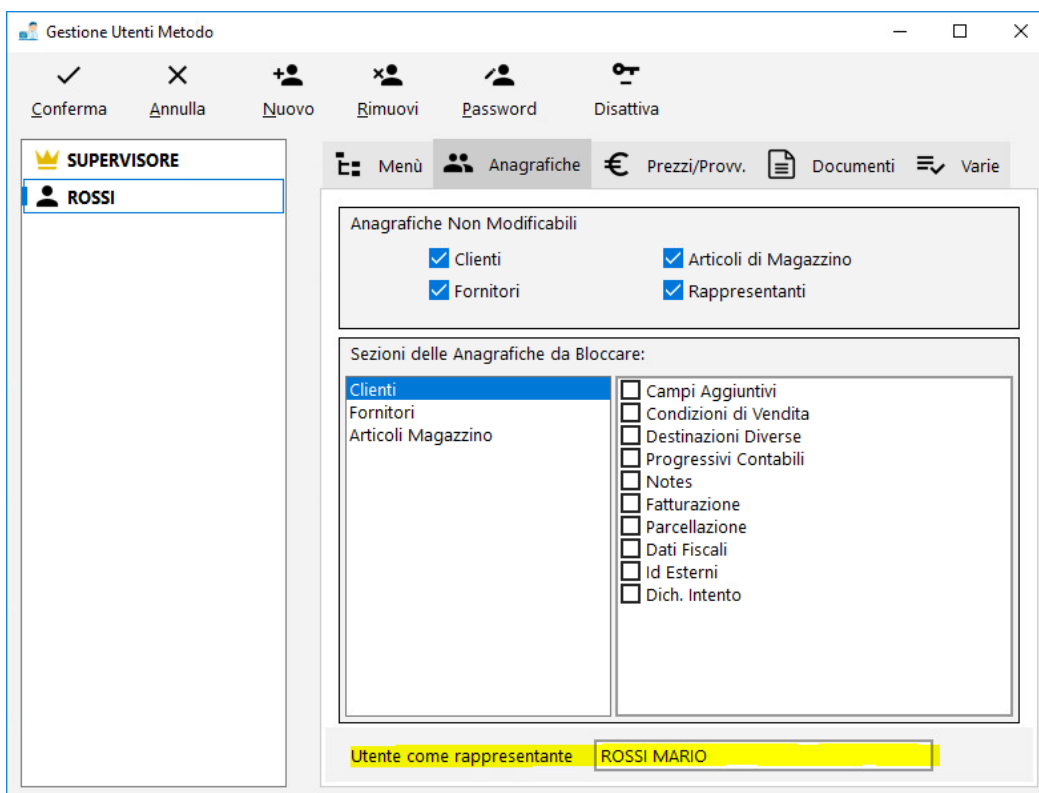 Gestione Utenti Metodo
Conferma Annulla Nuovo Rimuovi Password Disattiva
SUPERVISORE
ROSSI
Menù Anagrafiche Prezzi/Provv. Documenti Varie
Anagrafiche Non Modificabili
Clienti Articoli di Magazzino
Fornitori Rappresentanti
Sezioni delle Anagrafiche da Bloccare:
Clienti
Fornitori
Articoli Magazzino
Campi Aggiuntivi
Condizioni di Vendita
Destinazioni Diverse
Progressivi Contabili
Notes
Fatturazione
Parcellazione
Dati Fiscali
Id Esterni
Dich. Intento
Utente come rappresentante ROSSI MARIO